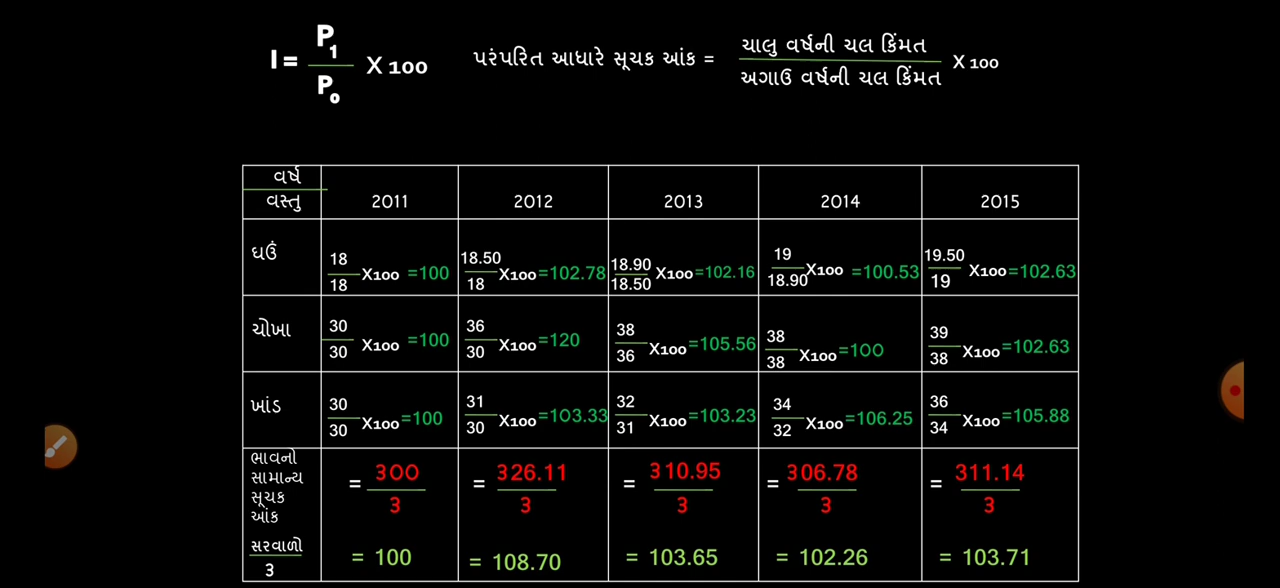 I = P₁ / P₀ X 100
પરંપરિત આધારે સૂચક આંક = ચાલુ વર્ષની ચલ કિંમત / અગાઉ વર્ષની ચલ કિંમત X 100
વર્ષ
વસ્તુ 2011 2012 2013 2014 2015
ઘઉં 18/18 X100 =100 18.50/18 X100 =102.78 18.90/18.50 X100 =102.16 19/18.90 X100 =100.53 19.50/19 X100 =102.63
ચોખા 30/30 X100 =100 36/30 X100 =120 38/36 X100 =105.56 38/38 X100 =100 39/38 X100 =102.63
ખાંડ 30/30 X100 =100 31/30 X100 =103.33 32/31 X100 =103.23 34/32 X100 =106.25 36/34 X100 =105.88
ભાવનો
સામાન્ય
સૂચક
આંક
= 300/3 = 326.11/3 = 310.95/3 = 306.78/3 = 311.14/3
સરવાળો / 3 = 100 = 108.70 = 103.65 = 102.26 = 103.71